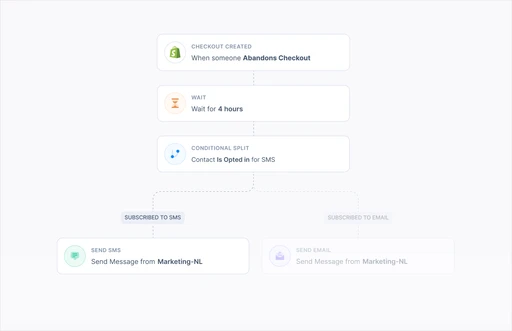 CHECKOUT CREATED
When someone Abandons Checkout
WAIT
Wait for 4 hours
CONDITIONAL SPLIT
Contact Is Opted in for SMS
SUBSCRIBED TO SMS
SUBSCRIBED TO EMAIL
SEND SMS
Send Message from Marketing-NL
SEND EMAIL
Send Message from Marketing-NL